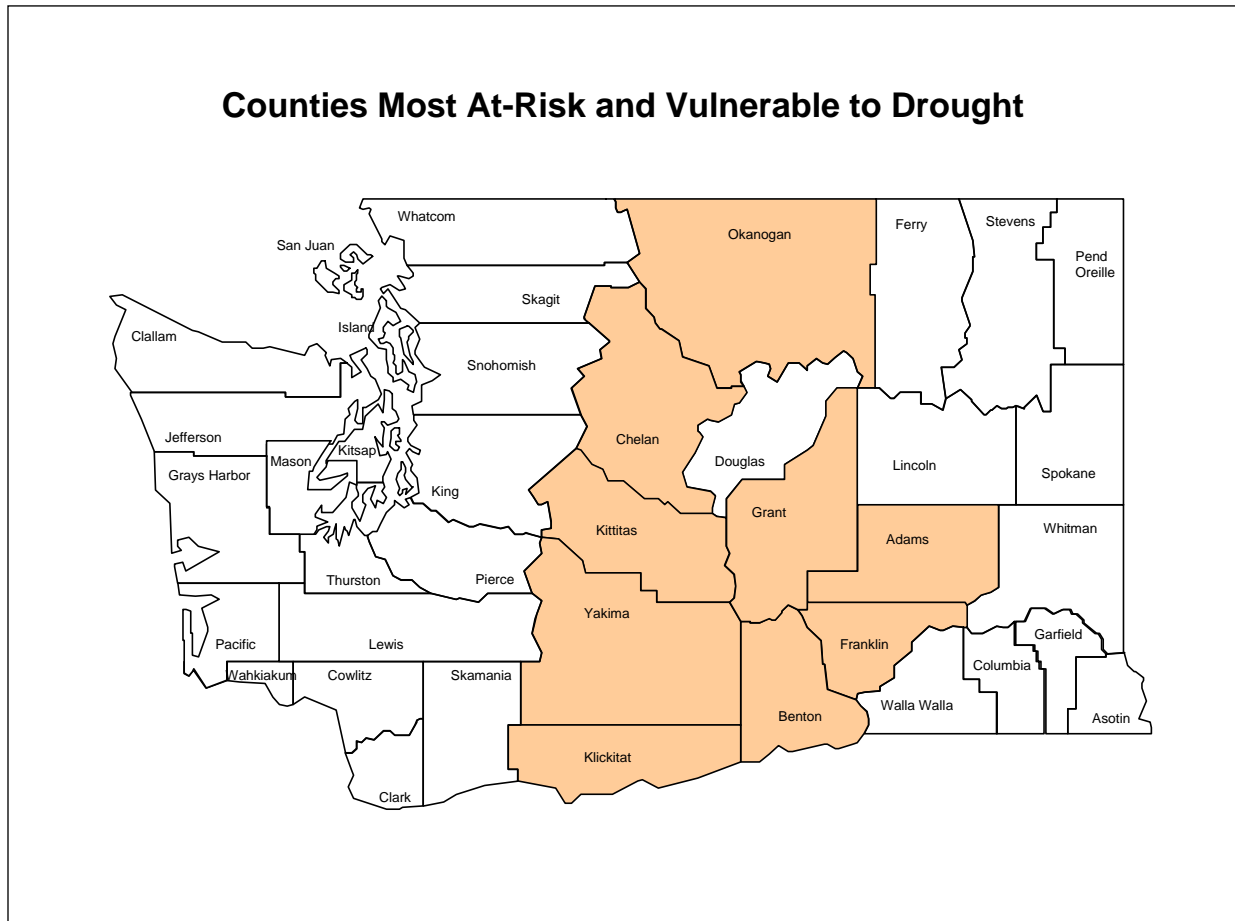 Counties Most At-Risk and Vulnerable to Drought
Whatcom
San Juan
Okanogan
Ferry
Stevens
Pend
Oreille
Skagit
Island
Clallam
Snohomish
Jefferson
Mason
Kitsap
Grays Harbor
King
Chelan
Douglas
Lincoln
Spokane
Kittitas
Grant
Adams
Whitman
Thurston
Pierce
Yakima
Pacific
Lewis
Franklin
Garfield
Wahkiakum
Cowlitz
Skamania
Columbia
Walla Walla
Benton
Asotin
Klickitat
Clark